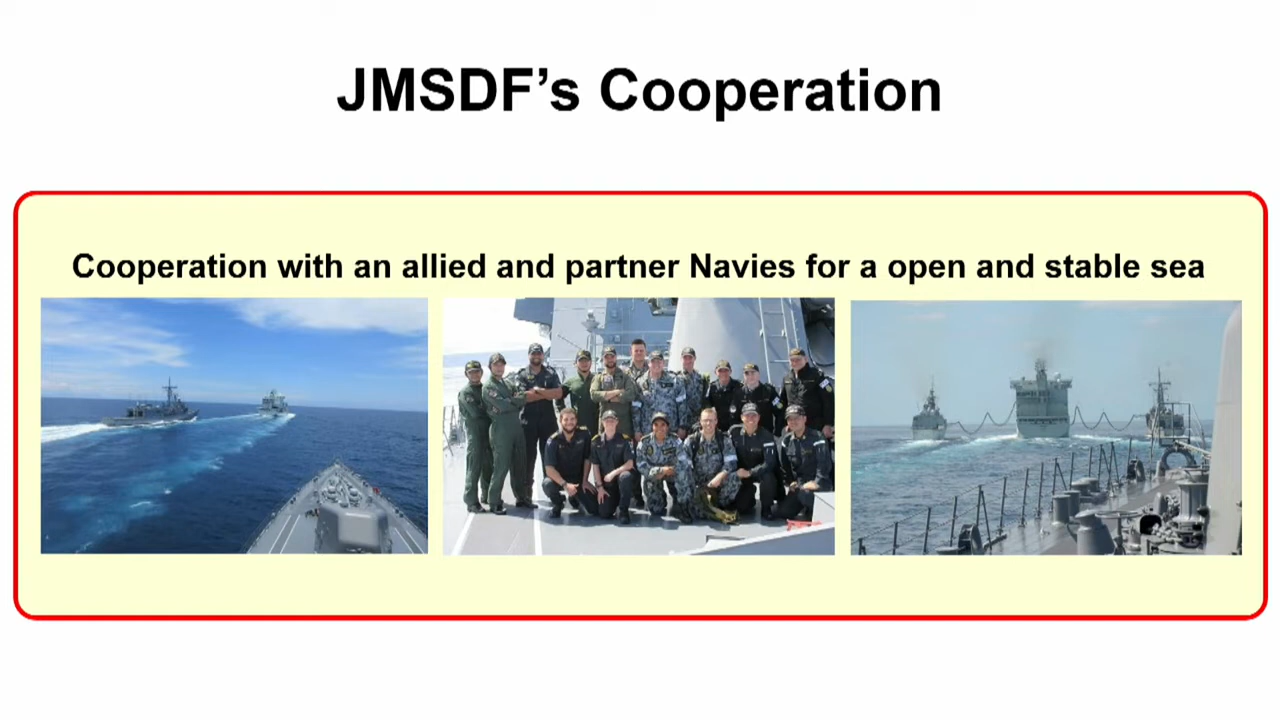 JMSDF’s Cooperation
Cooperation with an allied and partner Navies for a open and stable sea